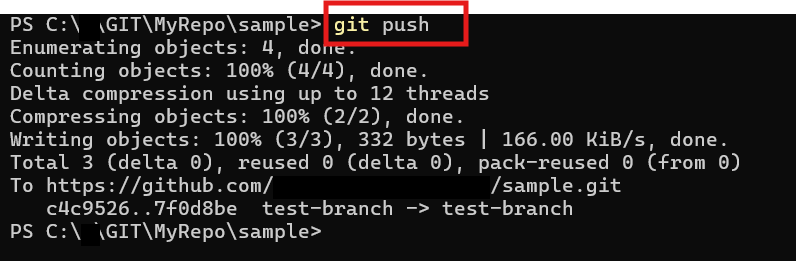 PS C:\ \GIT\MyRepo\sample> git push
Enumerating objects: 4, done.
Counting objects: 100% (4/4), done.
Delta compression using up to 12 threads
Compressing objects: 100% (2/2), done.
Writing objects: 100% (3/3), 332 bytes | 166.00 KiB/s, done.
Total 3 (delta 0), reused 0 (delta 0), pack-reused 0 (from 0)
To https://github.com/ /sample.git
   c4c9526..7f0d8be  test-branch -> test-branch
PS C:\ \GIT\MyRepo\sample>